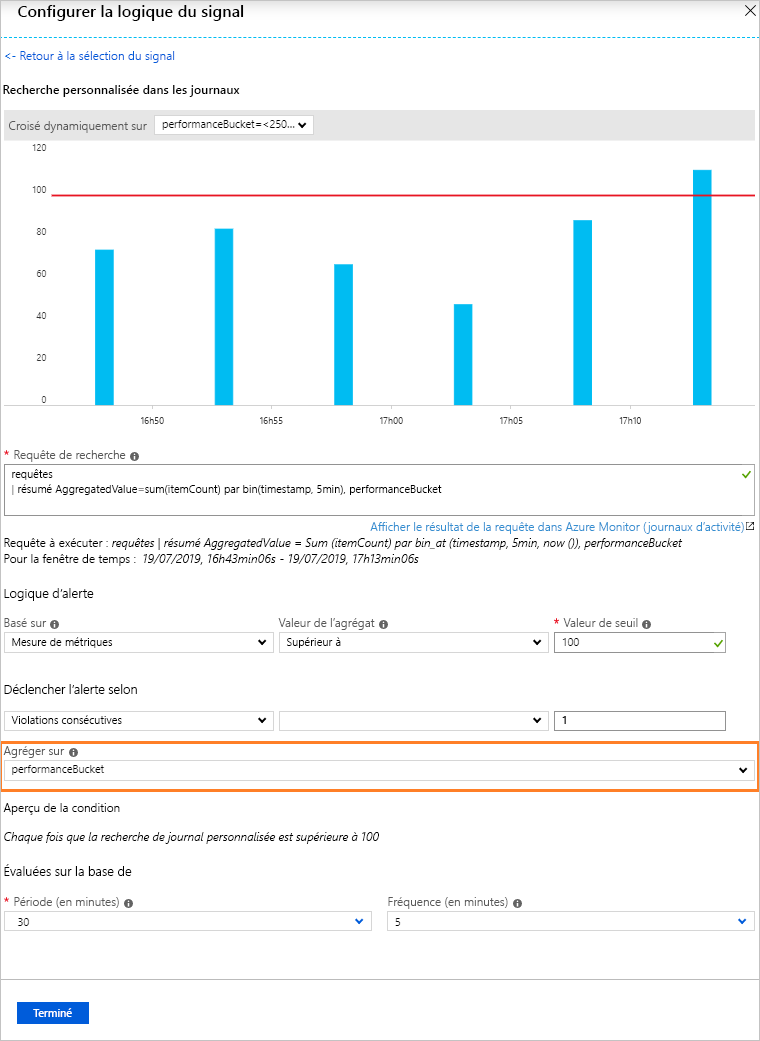 Configurer la logique du signal
<- Retour à la sélection du signal
Recherche personnalisée dans les journaux
Croisé dynamiquement sur performanceBucket=<250...
120
100
80
60
40
20
0
16h50 16h55 17h00 17h05 17h10
* Requête de recherche
requêtes
| résumé AggregatedValue=sum(itemCount) par bin(timestamp, 5min), performanceBucket
Afficher le résultat de la requête dans Azure Monitor (journaux d’activité)
Requête à exécuter : requêtes | résumé AggregatedValue = Sum (itemCount) par bin_at (timestamp, 5min, now ()), performanceBucket
Pour la fenêtre de temps : 19/07/2019, 16h43min06s - 19/07/2019, 17h13min06s
Logique d’alerte
Basé sur Valeur de l’agrégat * Valeur de seuil
Mesure de métriques Supérieur à 100
Déclencher l’alerte selon
Violations consécutives 1
Agréger sur
performanceBucket
Aperçu de la condition
Chaque fois que la recherche de journal personnalisée est supérieure à 100
Évaluées sur la base de
* Période (en minutes) Fréquence (en minutes)
30 5
Terminé